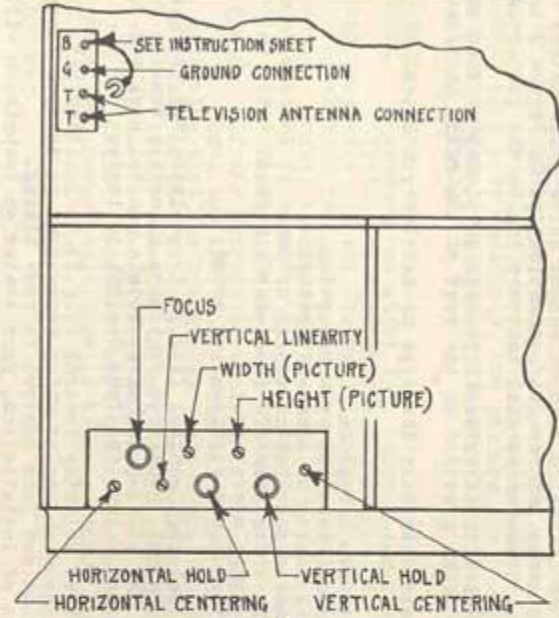 B
SEE INSTRUCTION SHEET
G
GROUND CONNECTION
T
TELEVISION ANTENNA CONNECTION
T
FOCUS
VERTICAL LINEARITY
WIDTH (PICTURE)
HEIGHT (PICTURE)
HORIZONTAL HOLD
VERTICAL HOLD
HORIZONTAL CENTERING
VERTICAL CENTERING